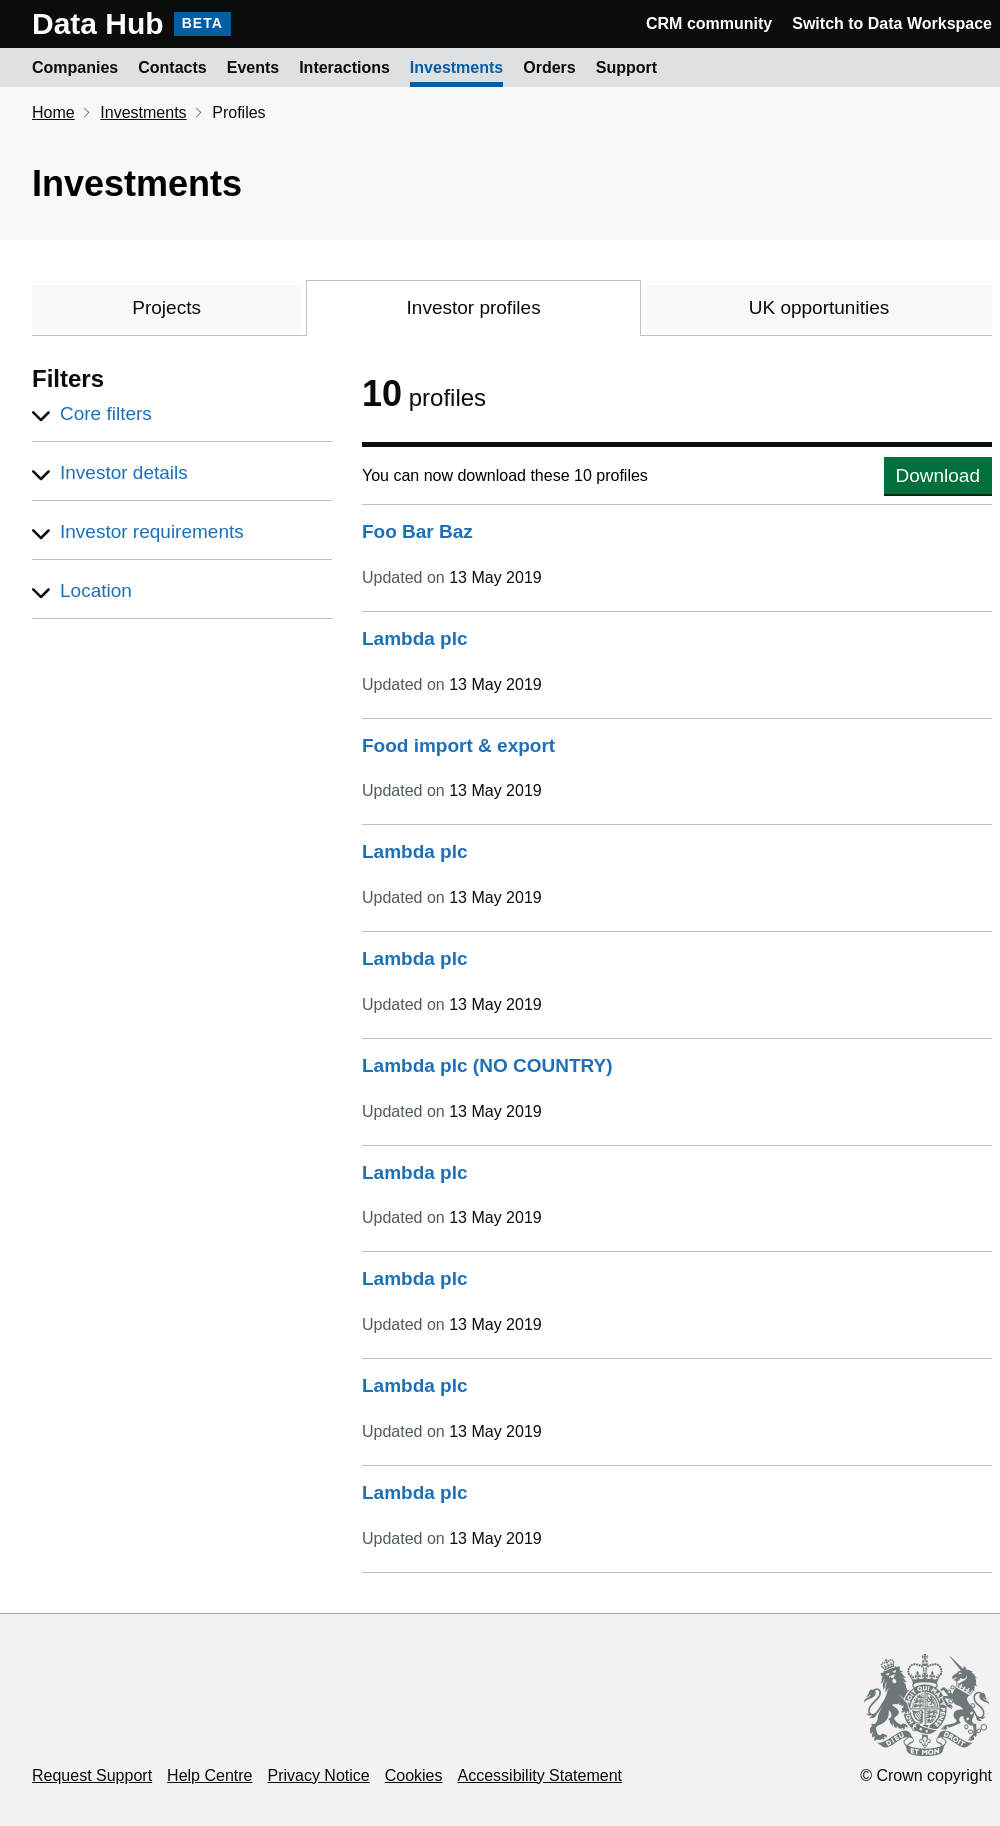 Data Hub BETA CRM community Switch to Data Workspace
Companies Contacts Events Interactions Investments Orders Support
Home Investments Profiles
Investments
Projects Investor profiles UK opportunities
Filters
Core filters
Investor details
Investor requirements
Location
10 profiles
You can now download these 10 profiles Download
Foo Bar Baz
Updated on 13 May 2019
Lambda plc
Updated on 13 May 2019
Food import & export
Updated on 13 May 2019
Lambda plc
Updated on 13 May 2019
Lambda plc
Updated on 13 May 2019
Lambda plc (NO COUNTRY)
Updated on 13 May 2019
Lambda plc
Updated on 13 May 2019
Lambda plc
Updated on 13 May 2019
Lambda plc
Updated on 13 May 2019
Lambda plc
Updated on 13 May 2019
DIEU ET MON DROIT
Request Support Help Centre Privacy Notice Cookies Accessibility Statement © Crown copyright